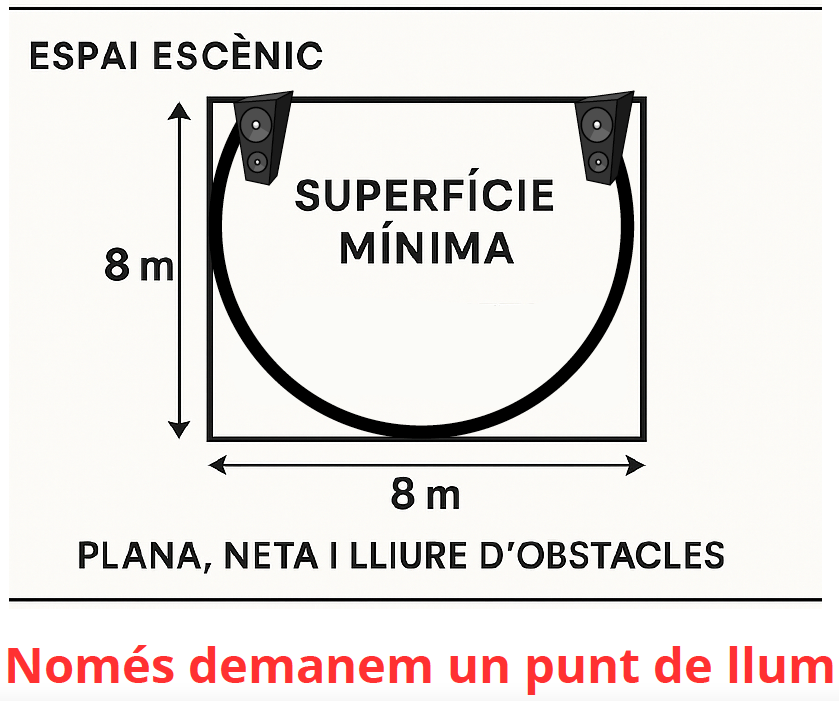 ESPAI ESCÈNIC
SUPERFÍCIE
MÍNIMA
8 m
8 m
PLANA, NETA I LLIURE D'OBSTACLES
Només demanem un punt de llum